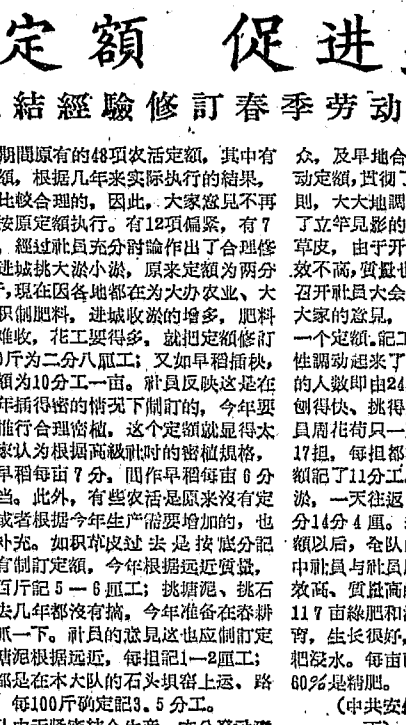 定額 促进
結經驗修訂春季劳动
期間原有的48項农活定額，其中有
額，根据几年来实际执行的結果，
比較合理的，因此，大家意見不再
按原定額执行。有12項偏紧，有7
，經过社員充分討論作出了合理修
进城挑大淤小淤，原来定額为两分
，現在因各地都在为大办农业、大
积制肥料，进城收淤的增多，肥料
难收，花工要得多，就把定額修訂
斤为二分八厘工；又如早稻插秧，
額为10分工一亩。社員反映这是在
年插得密的情况下制訂的，今年要
推行合理密植，这个定額就显得太
家认为根据高級社时的密植規格，
早稻每亩7分，間作早稻每亩6分
当。此外，有些农活是原来沒有定
或者根据今年生产需要增加的，也
补充。如积草皮过去是按底分記
有制訂定額，今年根据远近質量，
百斤記5—6厘工；挑塘泥、挑石
去几年都沒有搞，今年准备在春耕
抓一下。社員的意見这也应制訂定
塘泥根据远近，每担記1—2厘工；
都是在本大队的石头垻窑上运、路
每100斤确定記3．5分工。
众，及早地合
动定額，貫彻了
則，大大地調
了立竿見影的
草皮，由于开
效不高，質量也
召开社員大会
大家的意見，
一个定額．記工
性調动起来了
的人数即由24
刨得快、挑得
員周花荀只一
17担，每担都
額記了11分工。
淤，一天往返
分14分4厘。
額以后，全队
中社員与社員
效高、質量高
117亩綠肥和
膏，生长很好，
粑浸水。每亩
60%是精肥。
（中共安